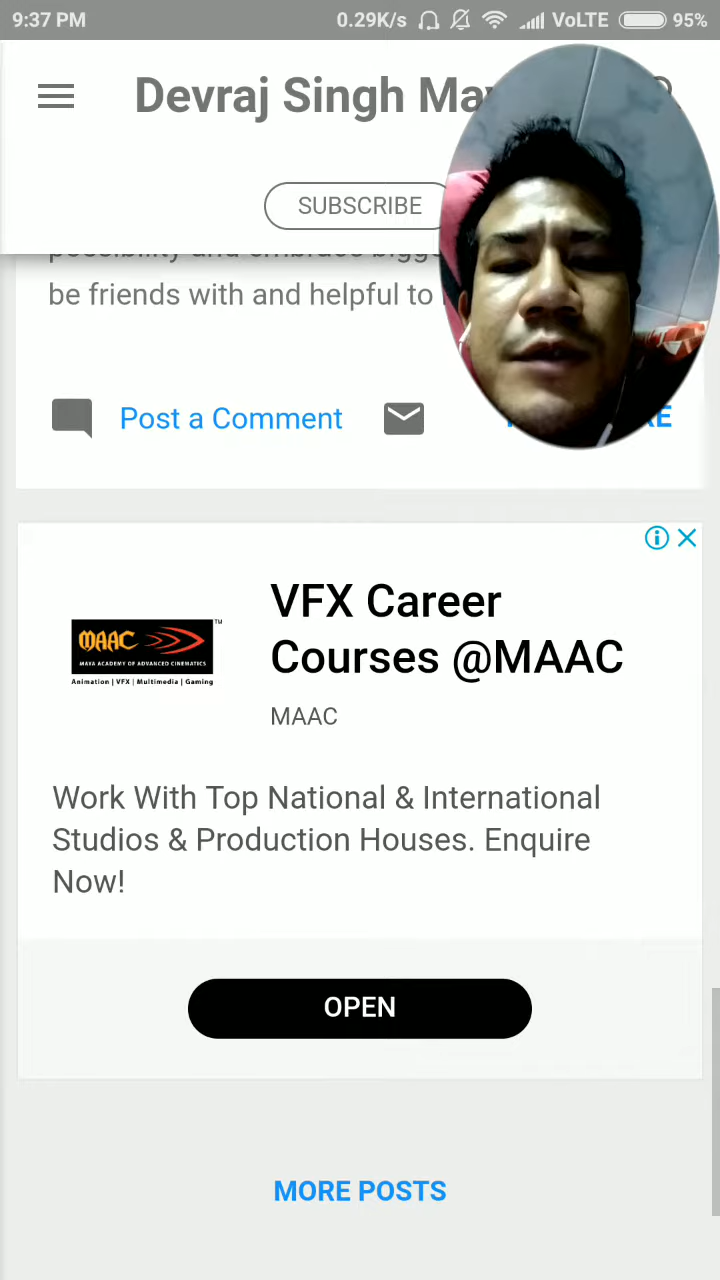 9:37 PM 0.29K/s VoLTE 95%
Devraj Singh
SUBSCRIBE
be friends with and helpful to
Post a Comment
VFX Career
Courses @MAAC
MAAC
TM
MAYA ACADEMY OF ADVANCED CINEMATICS
Animation | VFX | Multimedia | Gaming
MAAC
Work With Top National & International
Studios & Production Houses. Enquire
Now!
OPEN
MORE POSTS